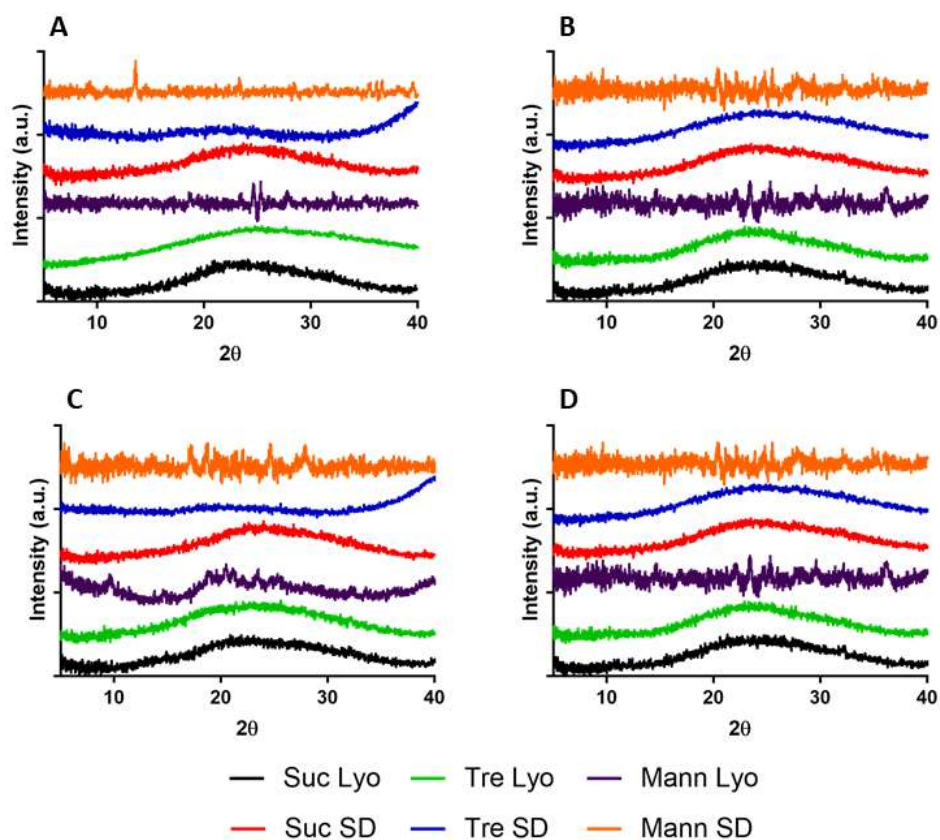 A
B
Intensity (a.u.)
Intensity (a.u.)
10 20 30 40
10 20 30 40
2θ
2θ
C
D
Intensity (a.u.)
Intensity (a.u.)
10 20 30 40
10 20 30 40
2θ
2θ
Suc Lyo Tre Lyo Mann Lyo
Suc SD Tre SD Mann SD